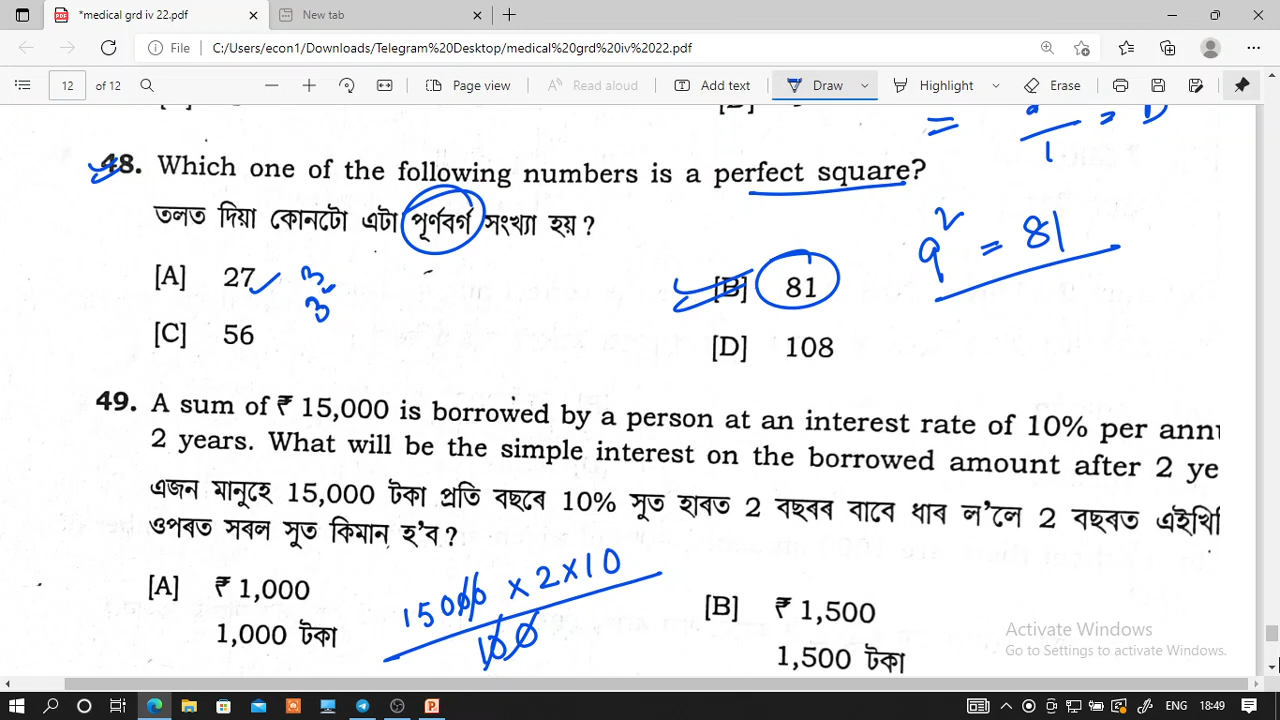 *medical grd iv 22.pdf
New tab
File C:/Users/econ1/Downloads/Telegram%20Desktop/medical%20grd%20iv%2022.pdf
12 of 12 Page view Read aloud Add text Draw Highlight Erase
48. Which one of the following numbers is a perfect square?
তলত দিয়া কোনটো এটা পূৰ্ণবৰ্গ সংখ্যা হয় ?
9² = 81
[A] 27
3
3
[B] 81
[C] 56
[D] 108
49. A sum of ₹ 15,000 is borrowed by a person at an interest rate of 10% per annu
2 years. What will be the simple interest on the borrowed amount after 2 ye
এজন মানুহে 15,000 টকা প্ৰতি বছৰে 10% সুত হাৰত 2 বছৰৰ বাবে ধাৰ ল'লে 2 বছৰত এইখি
ওপৰত সৰল সুত কিমান হ'ব ?
15000 × 2 × 10
100
[A] ₹ 1,000
1,000 টকা
[B] ₹ 1,500
1,500 টকা
Activate Windows
Go to Settings to activate Windows.
ENG 18:49